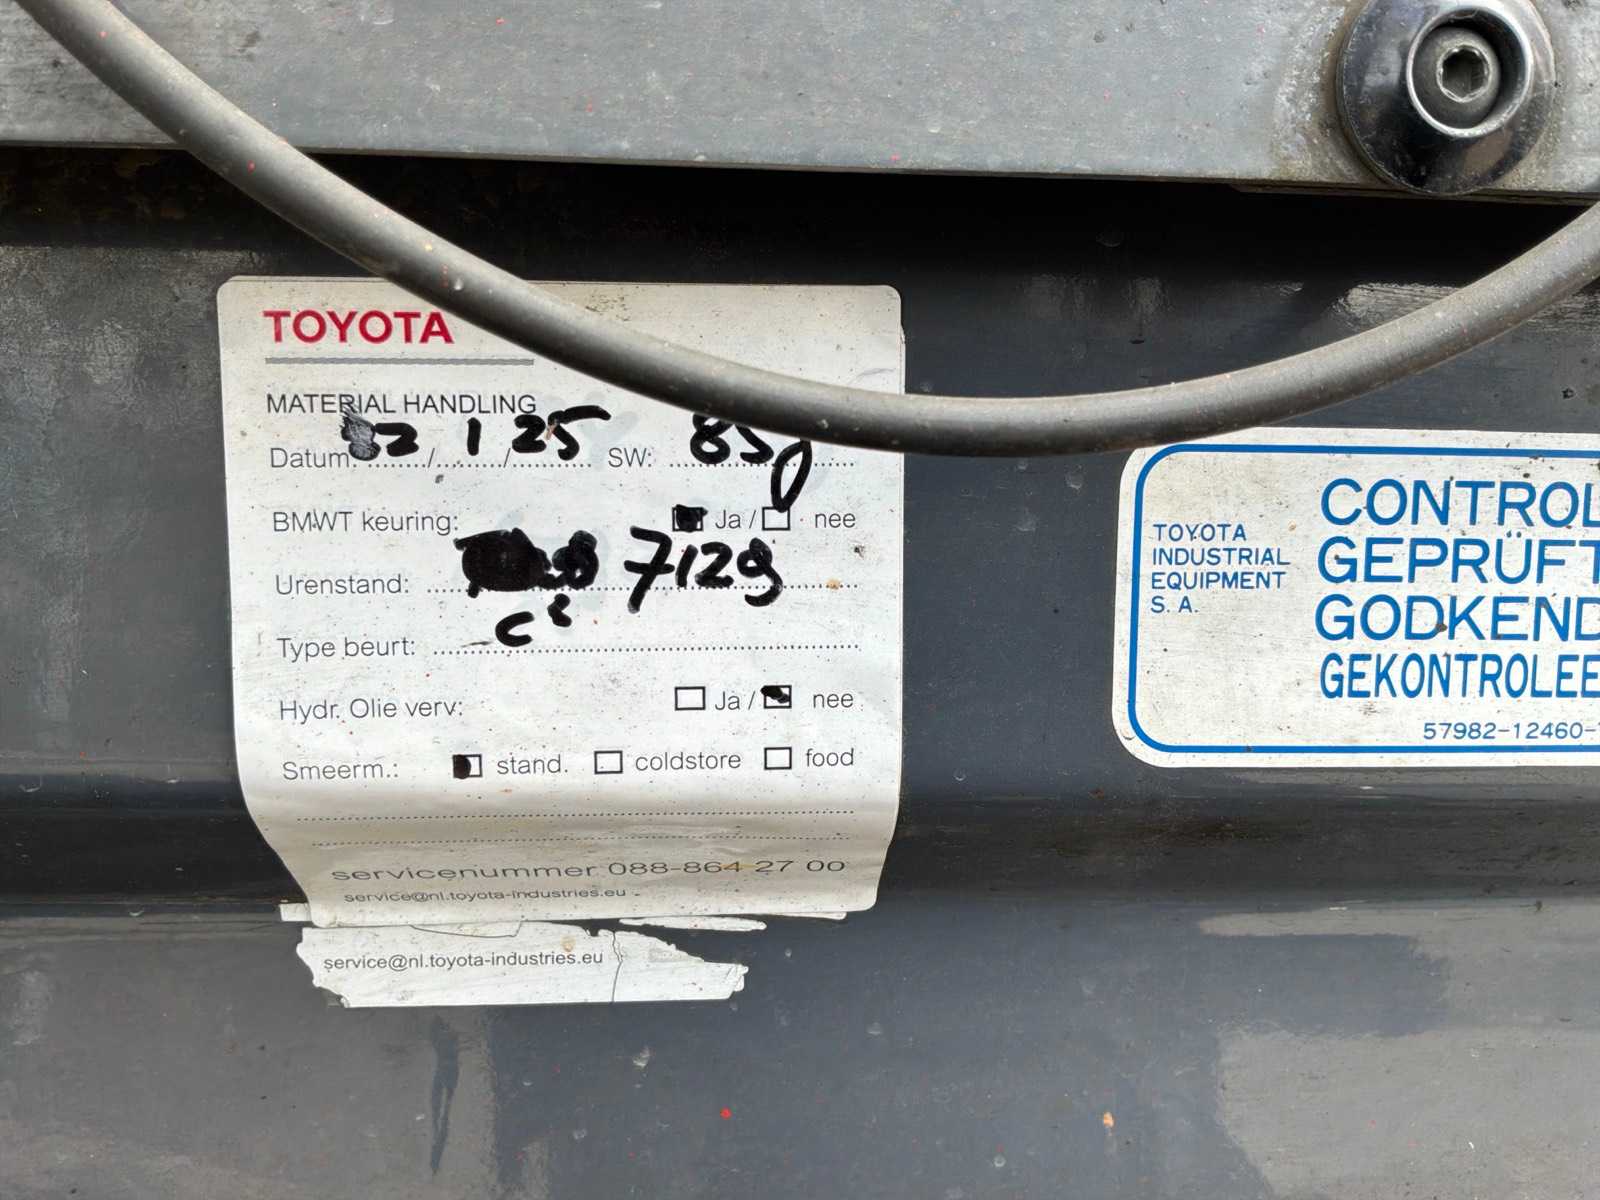 TOYOTA
MATERIAL HANDLING
Datum: 22 / 1 / 25 SW: 859
BMWT keuring: Ja / nee
Urenstand: 7129
Type beurt: C
Hydr. Olie verv: Ja / nee
Smeerm.: stand. coldstore food
servicenummer 088-864 27 00
service@nl.toyota-industries.eu
service@nl.toyota-industries.eu
TOYOTA
INDUSTRIAL
EQUIPMENT
S. A.
CONTROL
GEPRÜFT
GODKEND
GEKONTROLEE
57982-12460-